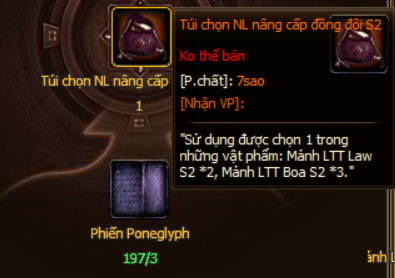 Túi chọn NL nâng cấp đồng đội S2
Ko thể bán
[P.chất]: 7sao
[Nhận VP]:
"Sử dụng được chọn 1 trong
những vật phẩm: Mảnh LTT Law
S2 *2, Mảnh LTT Boa S2 *3."
Túi chọn NL nâng cấp
1
Phiến Poneglyph
197/3
ảnh L